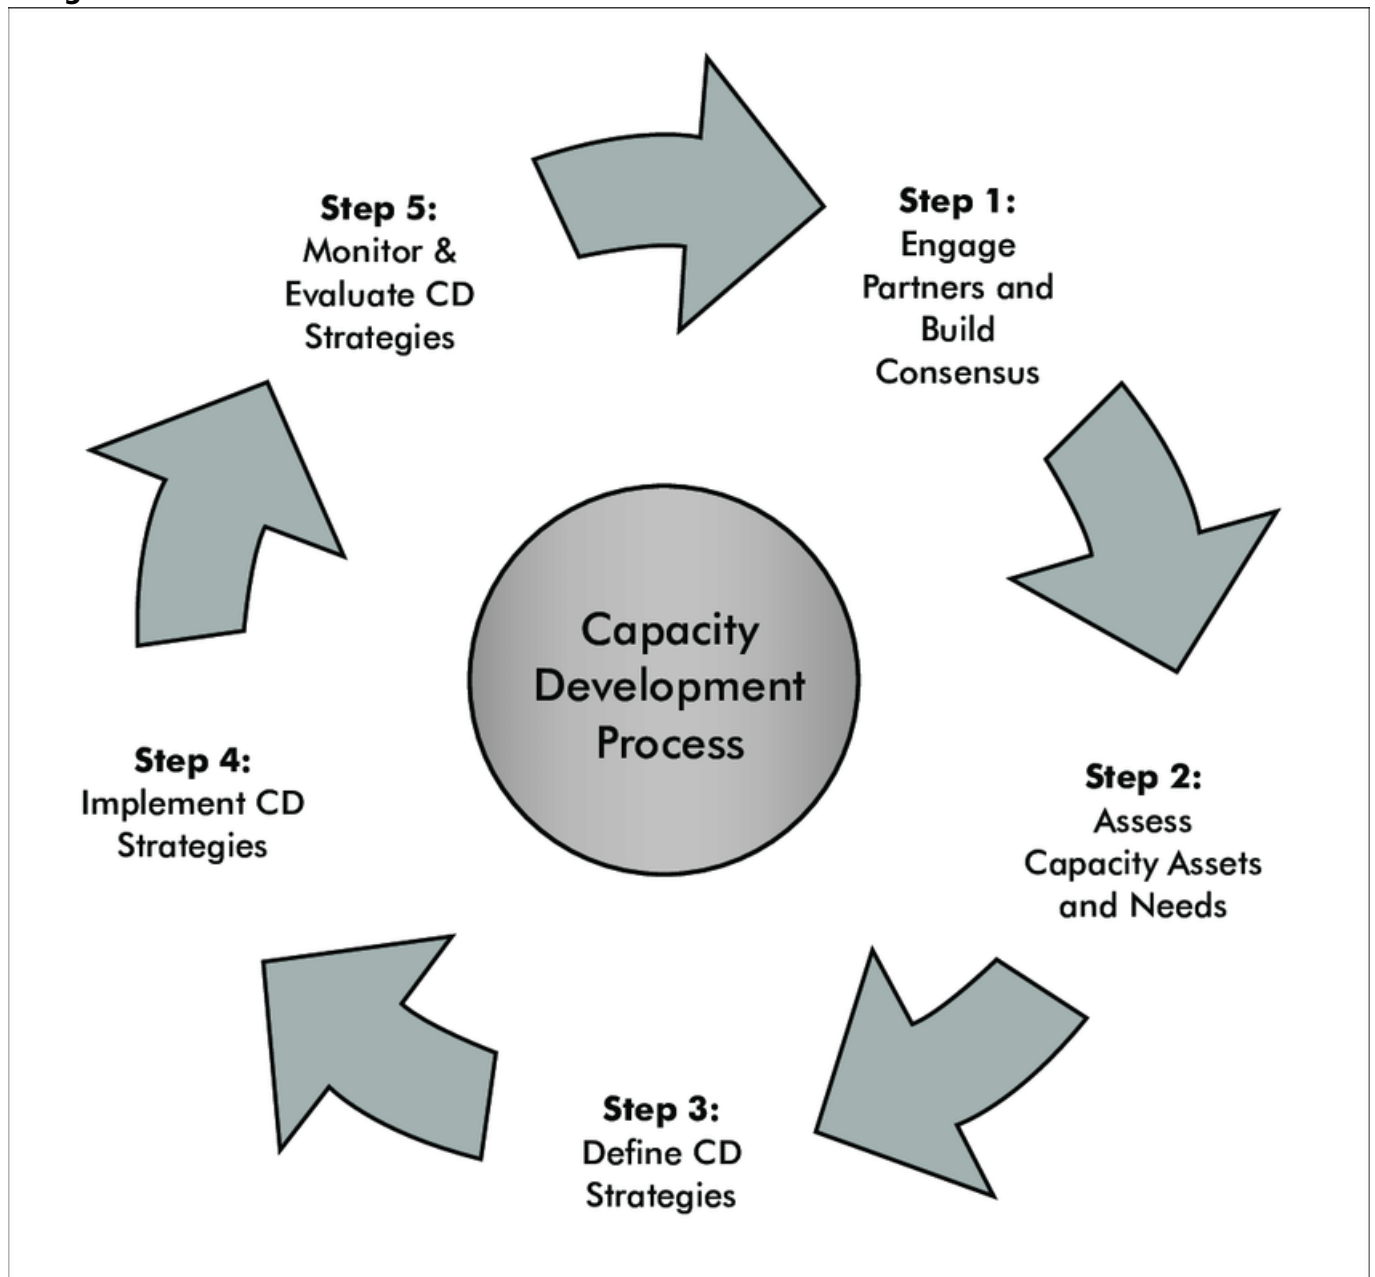 Step 1:
Engage
Partners and
Build
Consensus
Step 2:
Assess
Capacity Assets
and Needs
Step 3:
Define CD
Strategies
Step 4:
Implement CD
Strategies
Step 5:
Monitor &
Evaluate CD
Strategies
Capacity
Development
Process